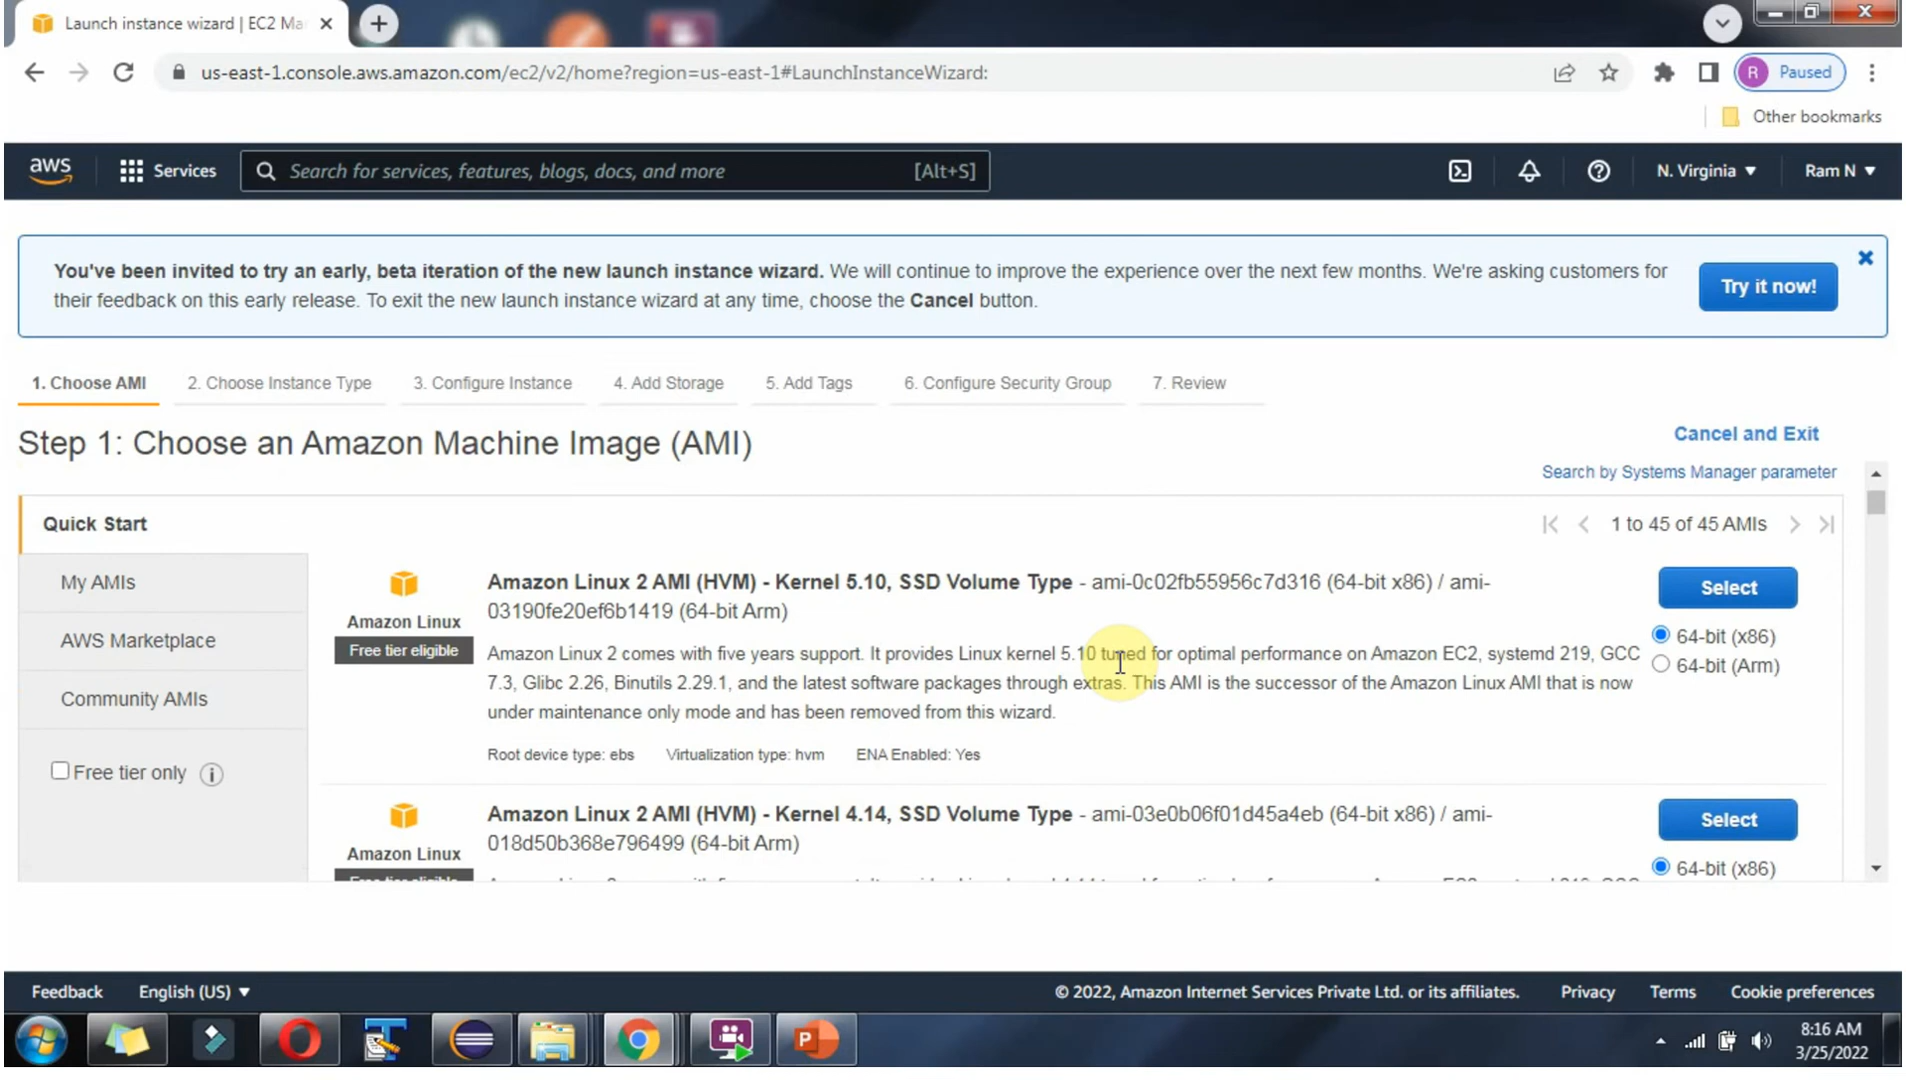 Launch instance wizard | EC2 Ma
us-east-1.console.aws.amazon.com/ec2/v2/home?region=us-east-1#LaunchInstanceWizard:
R Paused
Other bookmarks
aws Services Search for services, features, blogs, docs, and more [Alt+S] N. Virginia Ram N
You've been invited to try an early, beta iteration of the new launch instance wizard. We will continue to improve the experience over the next few months. We're asking customers for
their feedback on this early release. To exit the new launch instance wizard at any time, choose the Cancel button.
Try it now!
1. Choose AMI 2. Choose Instance Type 3. Configure Instance 4. Add Storage 5. Add Tags 6. Configure Security Group 7. Review
Step 1: Choose an Amazon Machine Image (AMI)
Cancel and Exit
Search by Systems Manager parameter
Quick Start
My AMIs
AWS Marketplace
Community AMIs
Free tier only
1 to 45 of 45 AMIs
Amazon Linux
Free tier eligible
Amazon Linux 2 AMI (HVM) - Kernel 5.10, SSD Volume Type - ami-0c02fb55956c7d316 (64-bit x86) / ami-
03190fe20ef6b1419 (64-bit Arm)
Amazon Linux 2 comes with five years support. It provides Linux kernel 5.10 tuned for optimal performance on Amazon EC2, systemd 219, GCC
7.3, Glibc 2.26, Binutils 2.29.1, and the latest software packages through extras. This AMI is the successor of the Amazon Linux AMI that is now
under maintenance only mode and has been removed from this wizard.
Root device type: ebs Virtualization type: hvm ENA Enabled: Yes
Select
64-bit (x86)
64-bit (Arm)
Amazon Linux
Amazon Linux 2 AMI (HVM) - Kernel 4.14, SSD Volume Type - ami-03e0b06f01d45a4eb (64-bit x86) / ami-
018d50b368e796499 (64-bit Arm)
Select
64-bit (x86)
Feedback English (US) © 2022, Amazon Internet Services Private Ltd. or its affiliates. Privacy Terms Cookie preferences
8:16 AM
3/25/2022